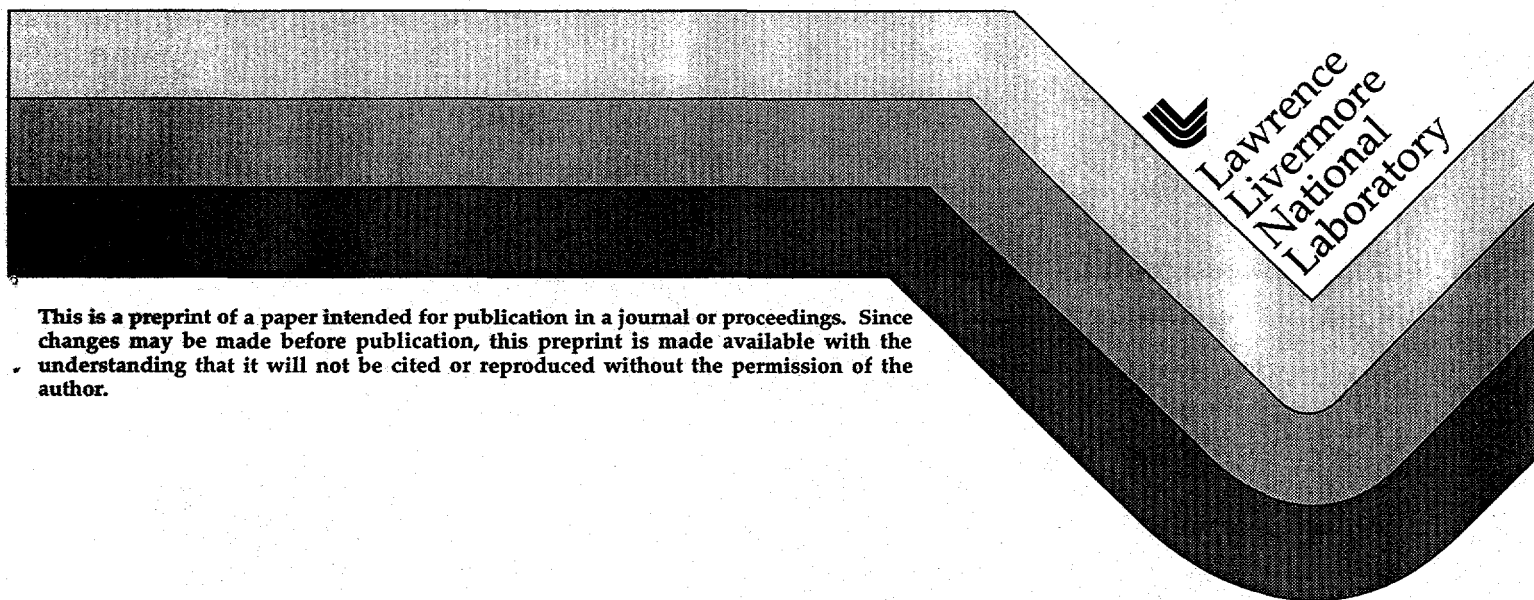 Lawrence
Livermore
National
Laboratory
This is a preprint of a paper intended for publication in a journal or proceedings. Since
changes may be made before publication, this preprint is made available with the
understanding that it will not be cited or reproduced without the permission of the
author.